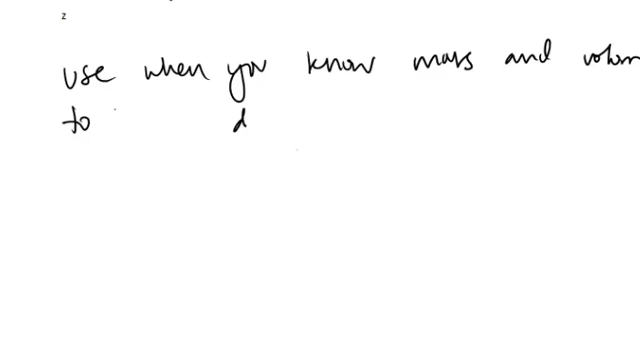 z
use when you know mass and volum
to d